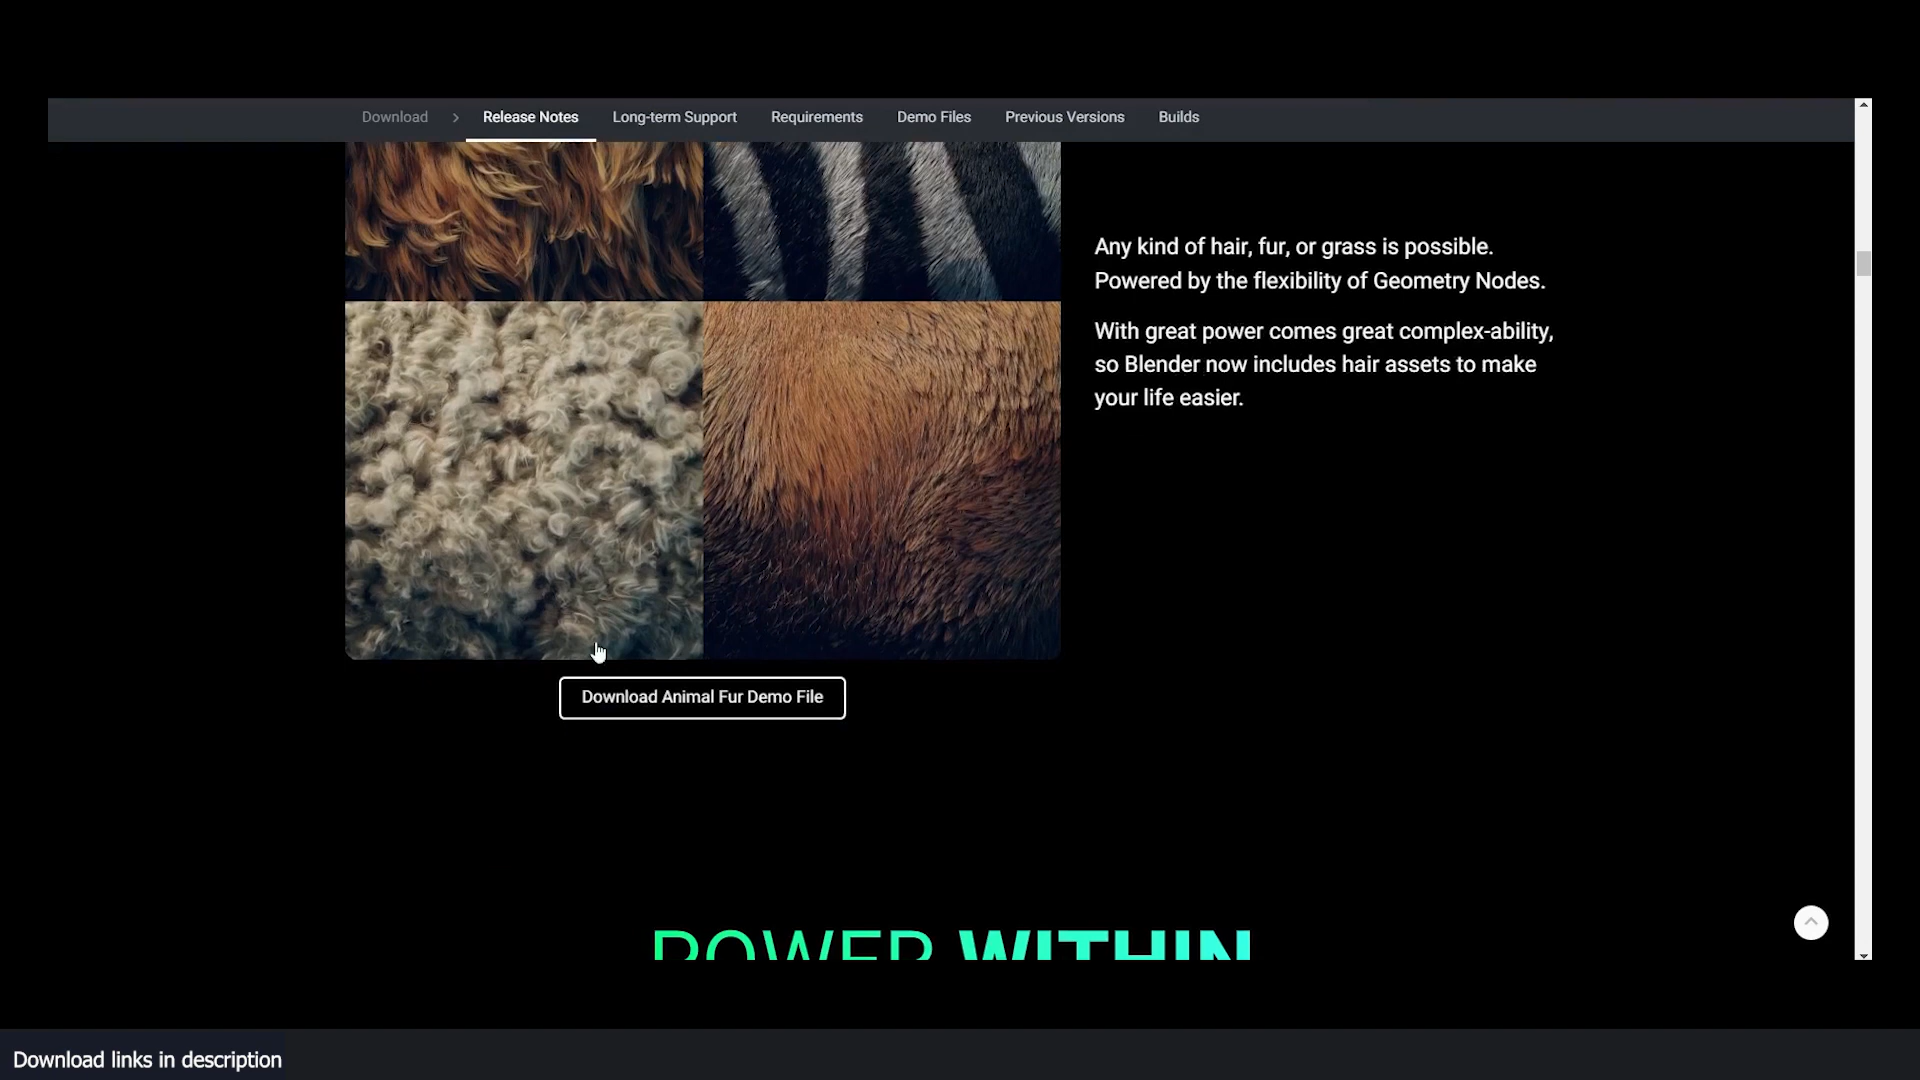 Download > Release Notes Long-term Support Requirements Demo Files Previous Versions Builds
Any kind of hair, fur, or grass is possible.
Powered by the flexibility of Geometry Nodes.
With great power comes great complex-ability,
so Blender now includes hair assets to make
your life easier.
Download Animal Fur Demo File
POWER WITHIN
Download links in description